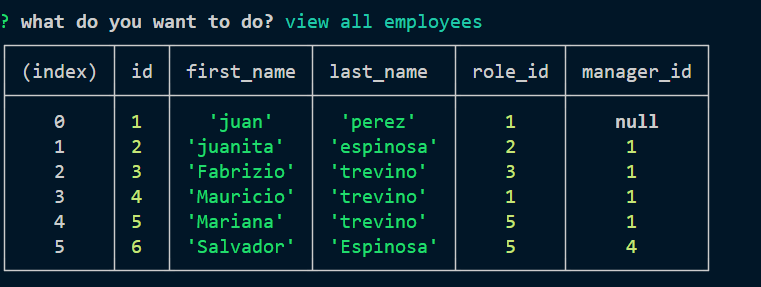 ? what do you want to do? view all employees
(index) id first_name last_name role_id manager_id
0 1 'juan' 'perez' 1 null
1 2 'juanita' 'espinosa' 2 1
2 3 'Fabrizio' 'trevino' 3 1
3 4 'Mauricio' 'trevino' 1 1
4 5 'Mariana' 'trevino' 5 1
5 6 'Salvador' 'Espinosa' 5 4